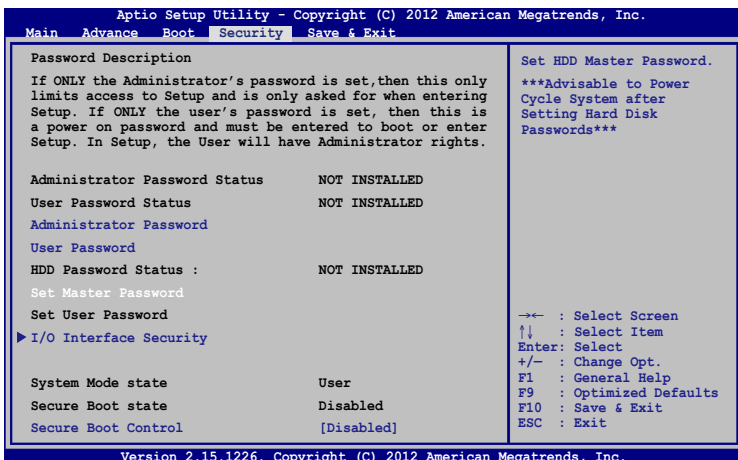 Aptio Setup Utility - Copyright (C) 2012 American Megatrends, Inc.
Main Advance Boot Security Save & Exit
Password Description
If ONLY the Administrator's password is set,then this only
limits access to Setup and is only asked for when entering
Setup. If ONLY the user's password is set, then this is
a power on password and must be entered to boot or enter
Setup. In Setup, the User will have Administrator rights.
Administrator Password Status NOT INSTALLED
User Password Status NOT INSTALLED
Administrator Password
User Password
HDD Password Status : NOT INSTALLED
Set Master Password
Set User Password
I/O Interface Security
System Mode state User
Secure Boot state Disabled
Secure Boot Control [Disabled]
Set HDD Master Password.
***Advisable to Power
Cycle System after
Setting Hard Disk
Passwords***
→← : Select Screen
↑↓ : Select Item
Enter: Select
+/— : Change Opt.
F1 : General Help
F9 : Optimized Defaults
F10 : Save & Exit
ESC : Exit
Version 2.15.1226. Copyright (C) 2012 American Megatrends, Inc.